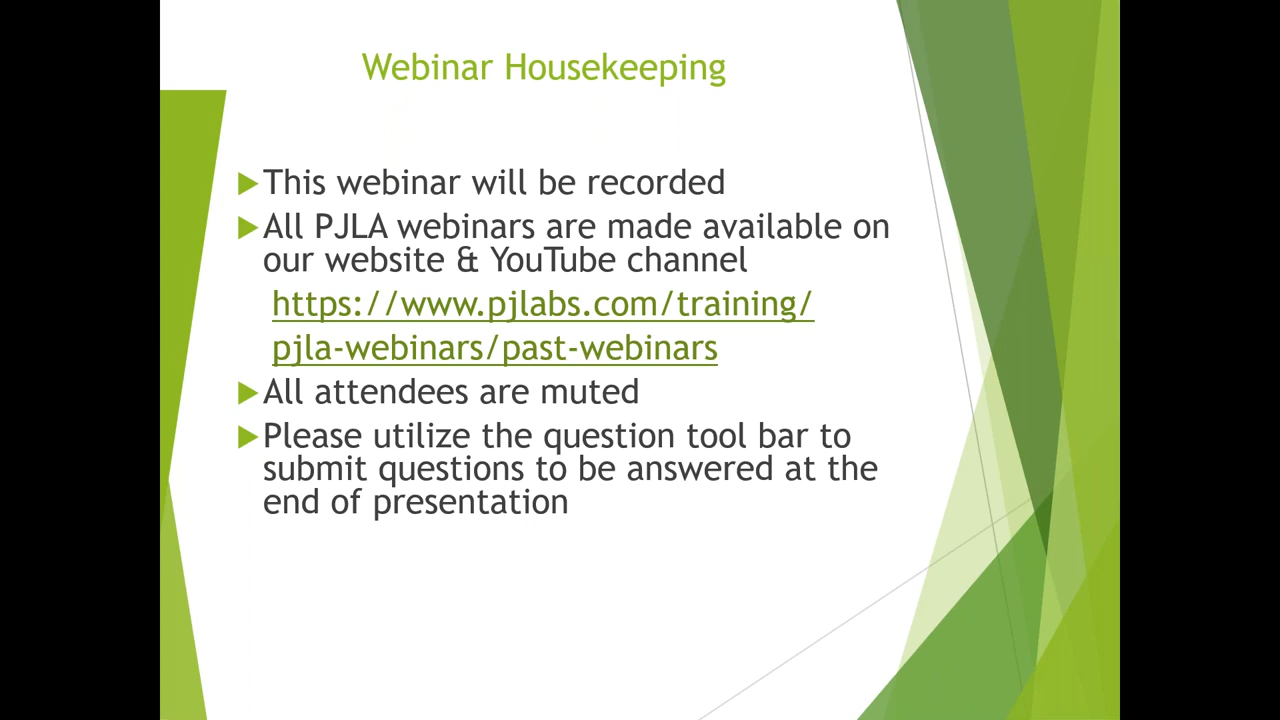 Webinar Housekeeping
This webinar will be recorded
All PJLA webinars are made available on
our website & YouTube channel
https://www.pjlabs.com/training/
pjla-webinars/past-webinars
All attendees are muted
Please utilize the question tool bar to
submit questions to be answered at the
end of presentation